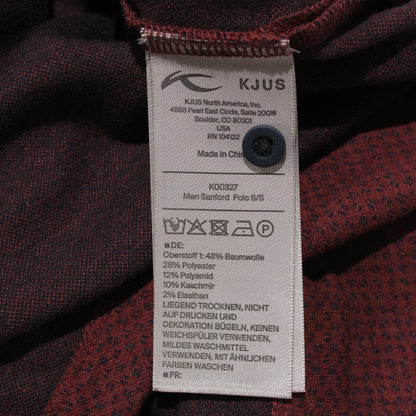 KJUS
KJUS North America, Inc.
4888 Pearl East Circle, Suite 200W
Boulder, CO 80301
USA
RN 104122
Made in Chin
K00327
Men Sanford Polo S/S
P
■ DE:
Oberstoff 1: 48% Baumwolle
28% Polyester
12% Polyamid
10% Kaschmir
2% Elasthan
LIEGEND TROCKNEN, NICHT
AUF DRUCKKNÖPFEN UND
DEKORATION BÜGELN, KEINEN
WEICHSPÜLER VERWENDEN,
MILDES WASCHMITTEL
VERWENDEN, MIT ÄHNLICHEN
FARBEN WASCHEN
■ FR: